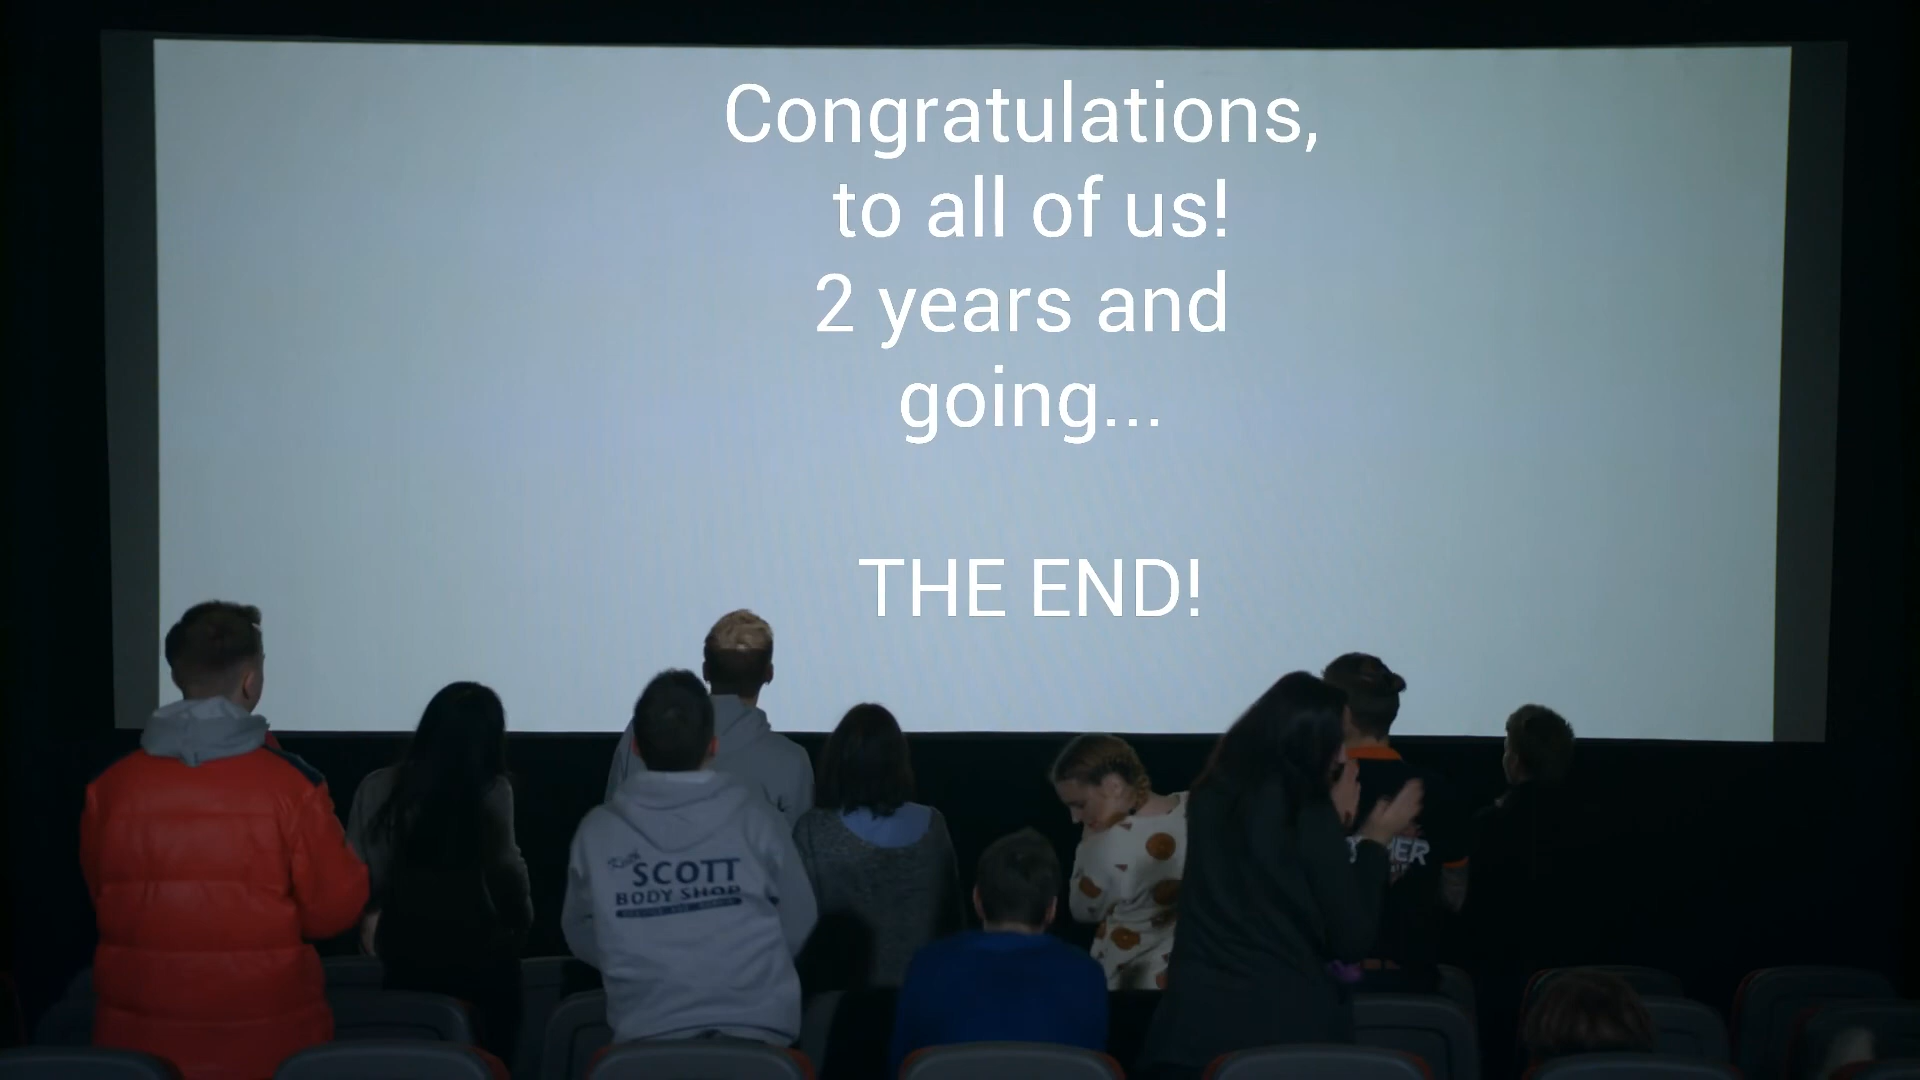 Congratulations,
to all of us!
2 years and
going...
THE END!
SCOTT
BODY SHOP